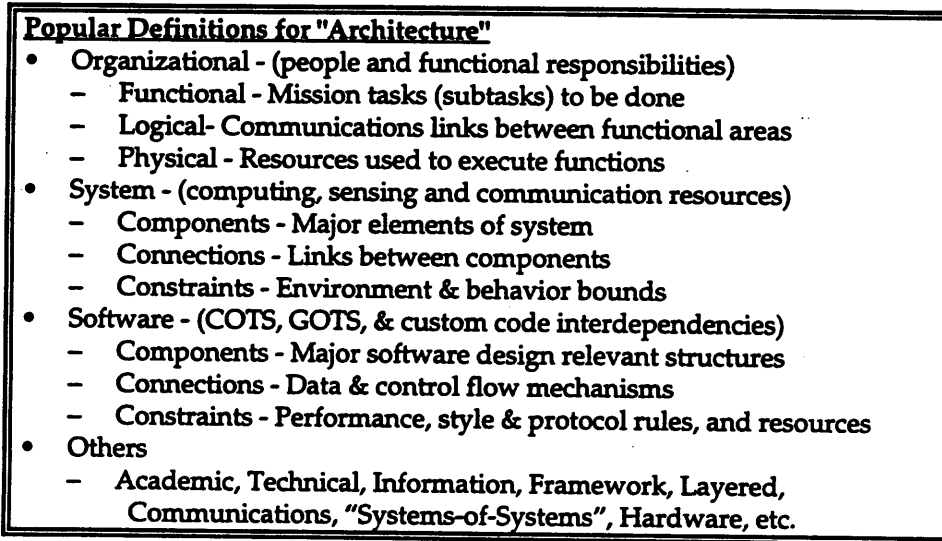 Popular Definitions for "Architecture"
• Organizational - (people and functional responsibilities)
– Functional - Mission tasks (subtasks) to be done
– Logical- Communications links between functional areas
– Physical - Resources used to execute functions
• System - (computing, sensing and communication resources)
– Components - Major elements of system
– Connections - Links between components
– Constraints - Environment & behavior bounds
• Software - (COTS, GOTS, & custom code interdependencies)
– Components - Major software design relevant structures
– Connections - Data & control flow mechanisms
– Constraints - Performance, style & protocol rules, and resources
• Others
– Academic, Technical, Information, Framework, Layered,
Communications, "Systems-of-Systems", Hardware, etc.